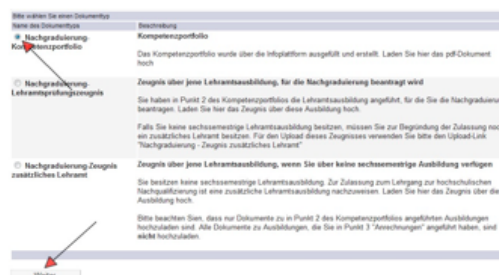 Bitte wählen Sie einen Dokumenttyp
Name des Dokumenttyps Beschreibung
Nachgraduierung- Kompetenzportfolio
Kompetenzportfolio
Das Kompetenzportfolio wurde über die Infoplattform ausgefüllt und erstellt. Laden Sie hier das pdf-Dokument
hoch
Nachgraduierung- Zeugnis über jene Lehramtsausbildung, für die Nachgraduierung beantragt wird
Lehramtsprüfungszeugnis
Sie haben in Punkt 2 des Kompetenzportfolios die Lehramtsausbildung angeführt, für die Sie die Nachgraduierung
beantragen. Laden Sie hier das Zeugnis über diese Ausbildung hoch.
Falls Sie keine sechssemestrige Lehramtsausbildung besitzen, müssen Sie zur Begründung der Zulassung noch
ein zusätzliches Lehramt besitzen. Für den Upload dieses Zeugnisses verwenden Sie bitte den Upload-Link
"Nachgraduierung - Zeugnis zusätzliches Lehramt"
Nachgraduierung-Zeugnis Zeugnis über jene Lehramtsausbildung, wenn Sie über keine sechssemestrige Ausbildung verfügen
zusätzliches Lehramt
Sie besitzen keine sechssemestrige Lehramtsausbildung. Zur Zulassung zum Lehrgang zur hochschulischen
Nachqualifizierung ist eine zusätzliche Lehramtsausbildung nachzuweisen. Laden Sie hier das Zeugnis über die
Ausbildung hoch.
Bitte beachten Sien, dass nur Dokumente zu in Punkt 2 des Kompetenzportfolios angeführten Ausbildungen
hochzuladen sind. Alle Dokumente zu Ausbildungen, die Sie in Punkt 3 "Anrechnungen" angeführt haben, sind
nicht hochzuladen.
Weiter